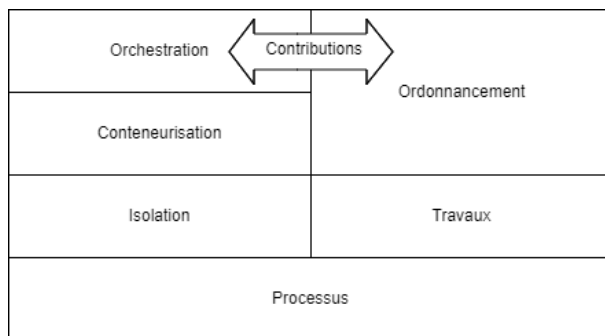 Orchestration
Contributions
Ordonnancement
Conteneurisation
Isolation
Travaux
Processus